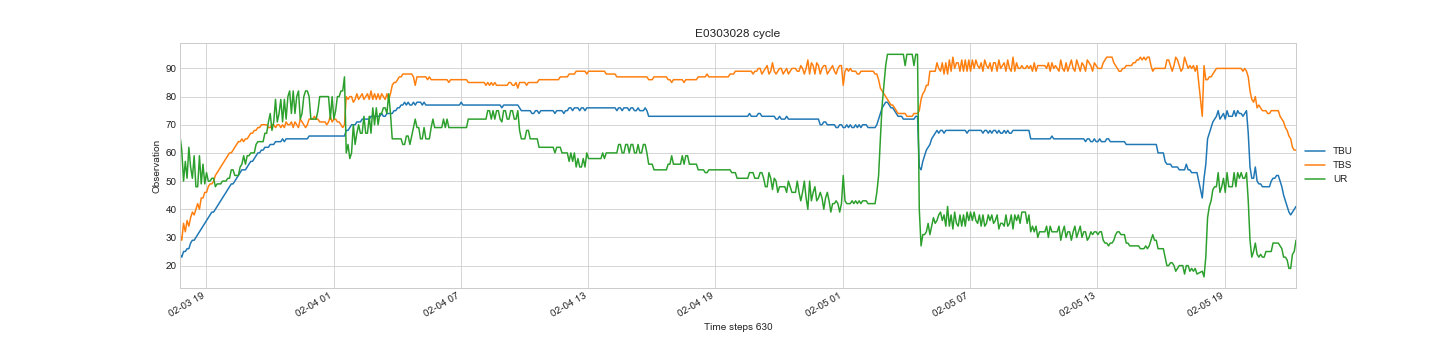 E0303028 cycle
Observation
90
80
70
60
50
40
30
20
02-03 19
02-04 01
02-04 07
02-04 13
02-04 19
02-05 01
02-05 07
02-05 13
02-05 19
Time steps 630
TBU
TBS
UR